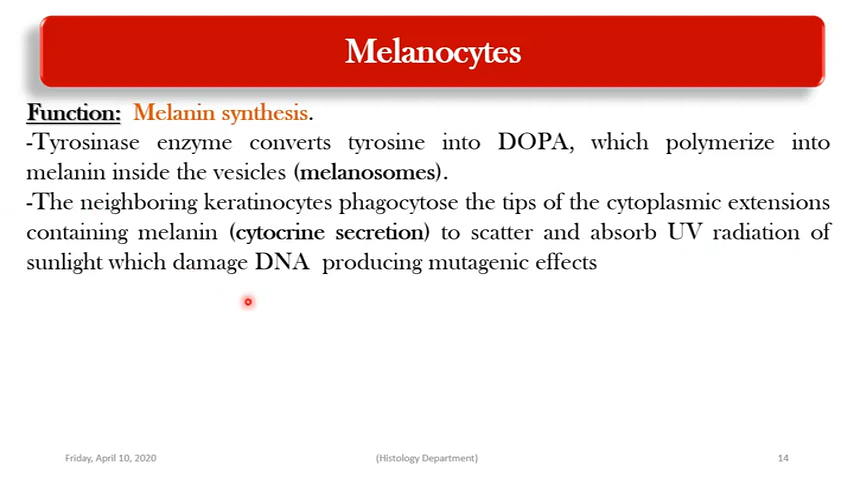 Melanocytes
Function: Melanin synthesis.
-Tyrosinase enzyme converts tyrosine into DOPA, which polymerize into
melanin inside the vesicles (melanosomes).
-The neighboring keratinocytes phagocytose the tips of the cytoplasmic extensions
containing melanin (cytocrine secretion) to scatter and absorb UV radiation of
sunlight which damage DNA producing mutagenic effects
Friday, April 10, 2020
(Histology Department)
14